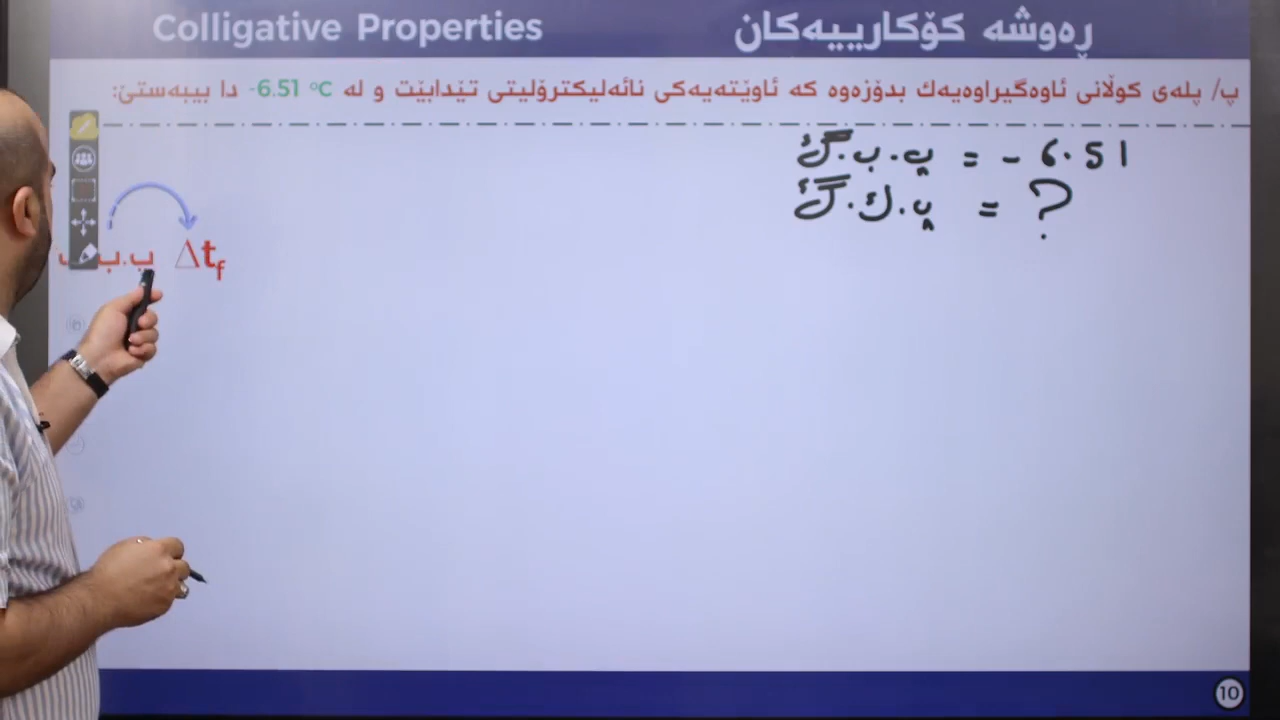 Colligative Properties
ڕەوشە کۆکارییەکان
پ/ پلەی کوڵانی ئاوەگیراوەیەك بدۆزەوە کە ئاوێتەیەکی نائەلیکترۆلیتی تێدابێت و لە -6.51 °C دا بیبەستێ:
پ.ب.گ = - 6.51
پ.ك.گ = ?
ب.ب Δtf
10